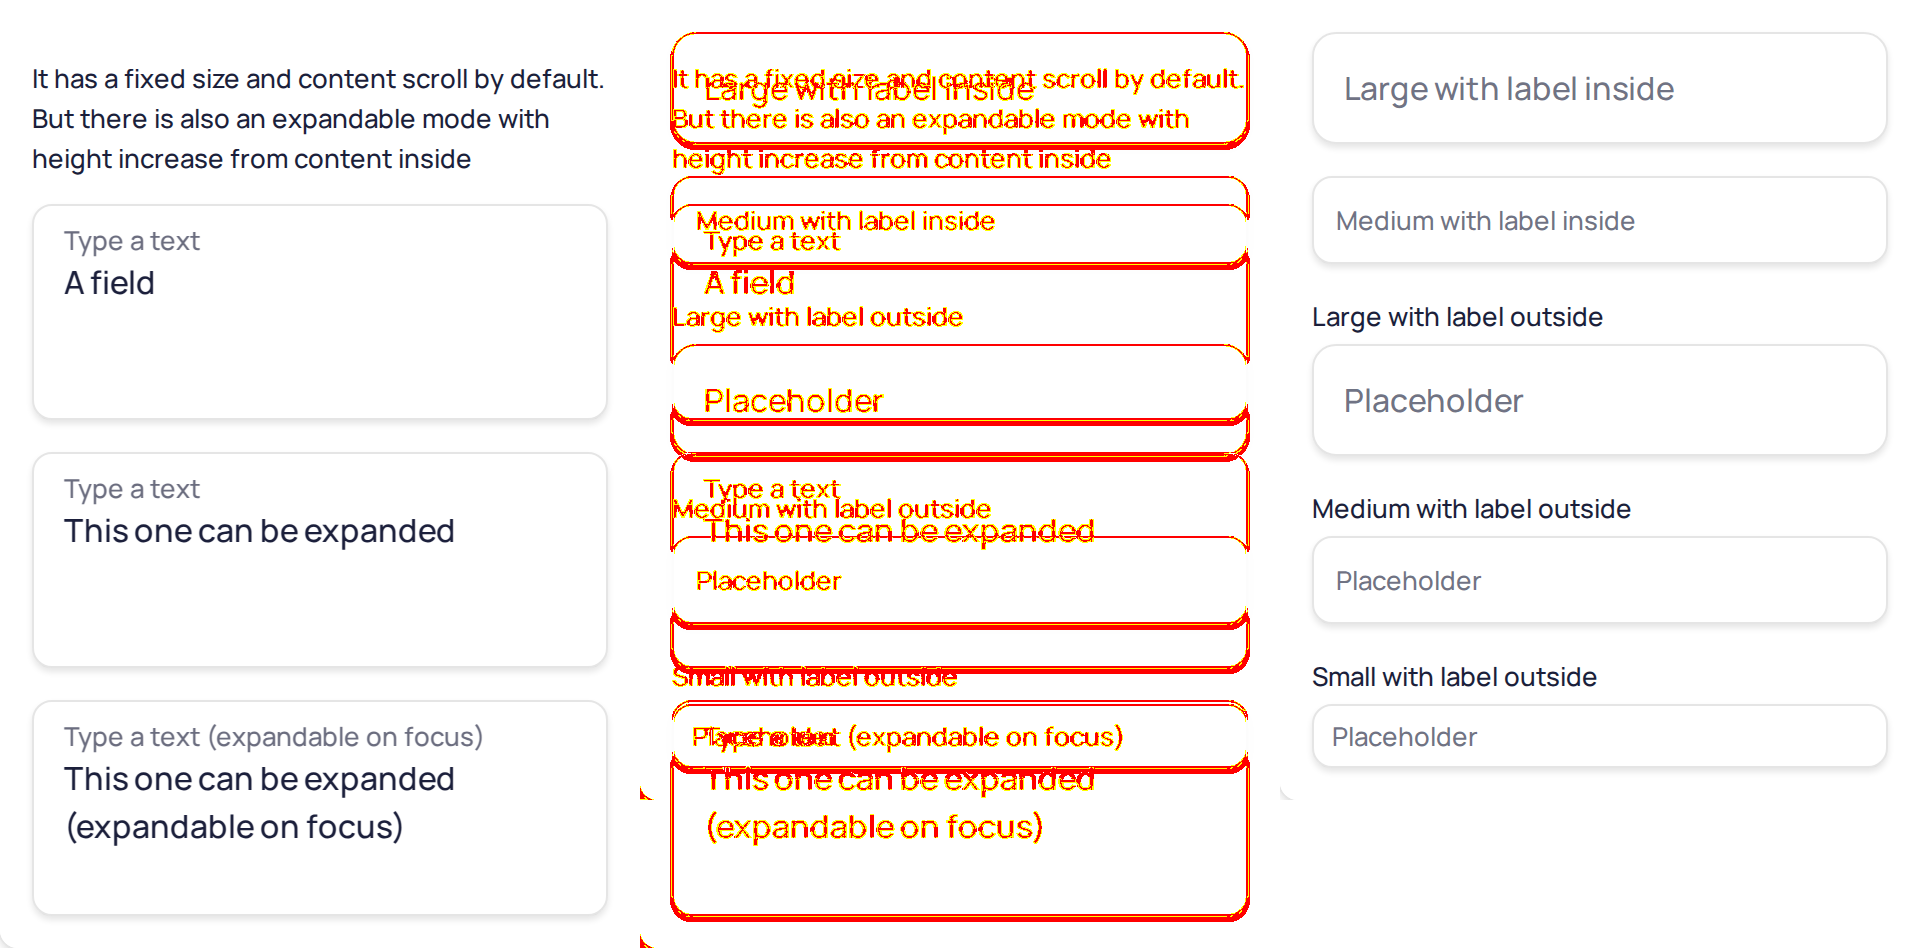 It has a fixed size and content scroll by default.
But there is also an expandable mode with
height increase from content inside
Type a text
A field
Type a text
This one can be expanded
Type a text (expandable on focus)
This one can be expanded
(expandable on focus)
It has a fixed size and content scroll by default.
Large with label inside
But there is also an expandable mode with
height increase from content inside
Medium with label inside
Type a text
A field
Large with label outside
Placeholder
Type a text
Medium with label outside
This one can be expanded
Placeholder
Small with label outside
Placeholder
Type a text (expandable on focus)
This one can be expanded
(expandable on focus)
Large with label inside
Medium with label inside
Large with label outside
Placeholder
Medium with label outside
Placeholder
Small with label outside
Placeholder